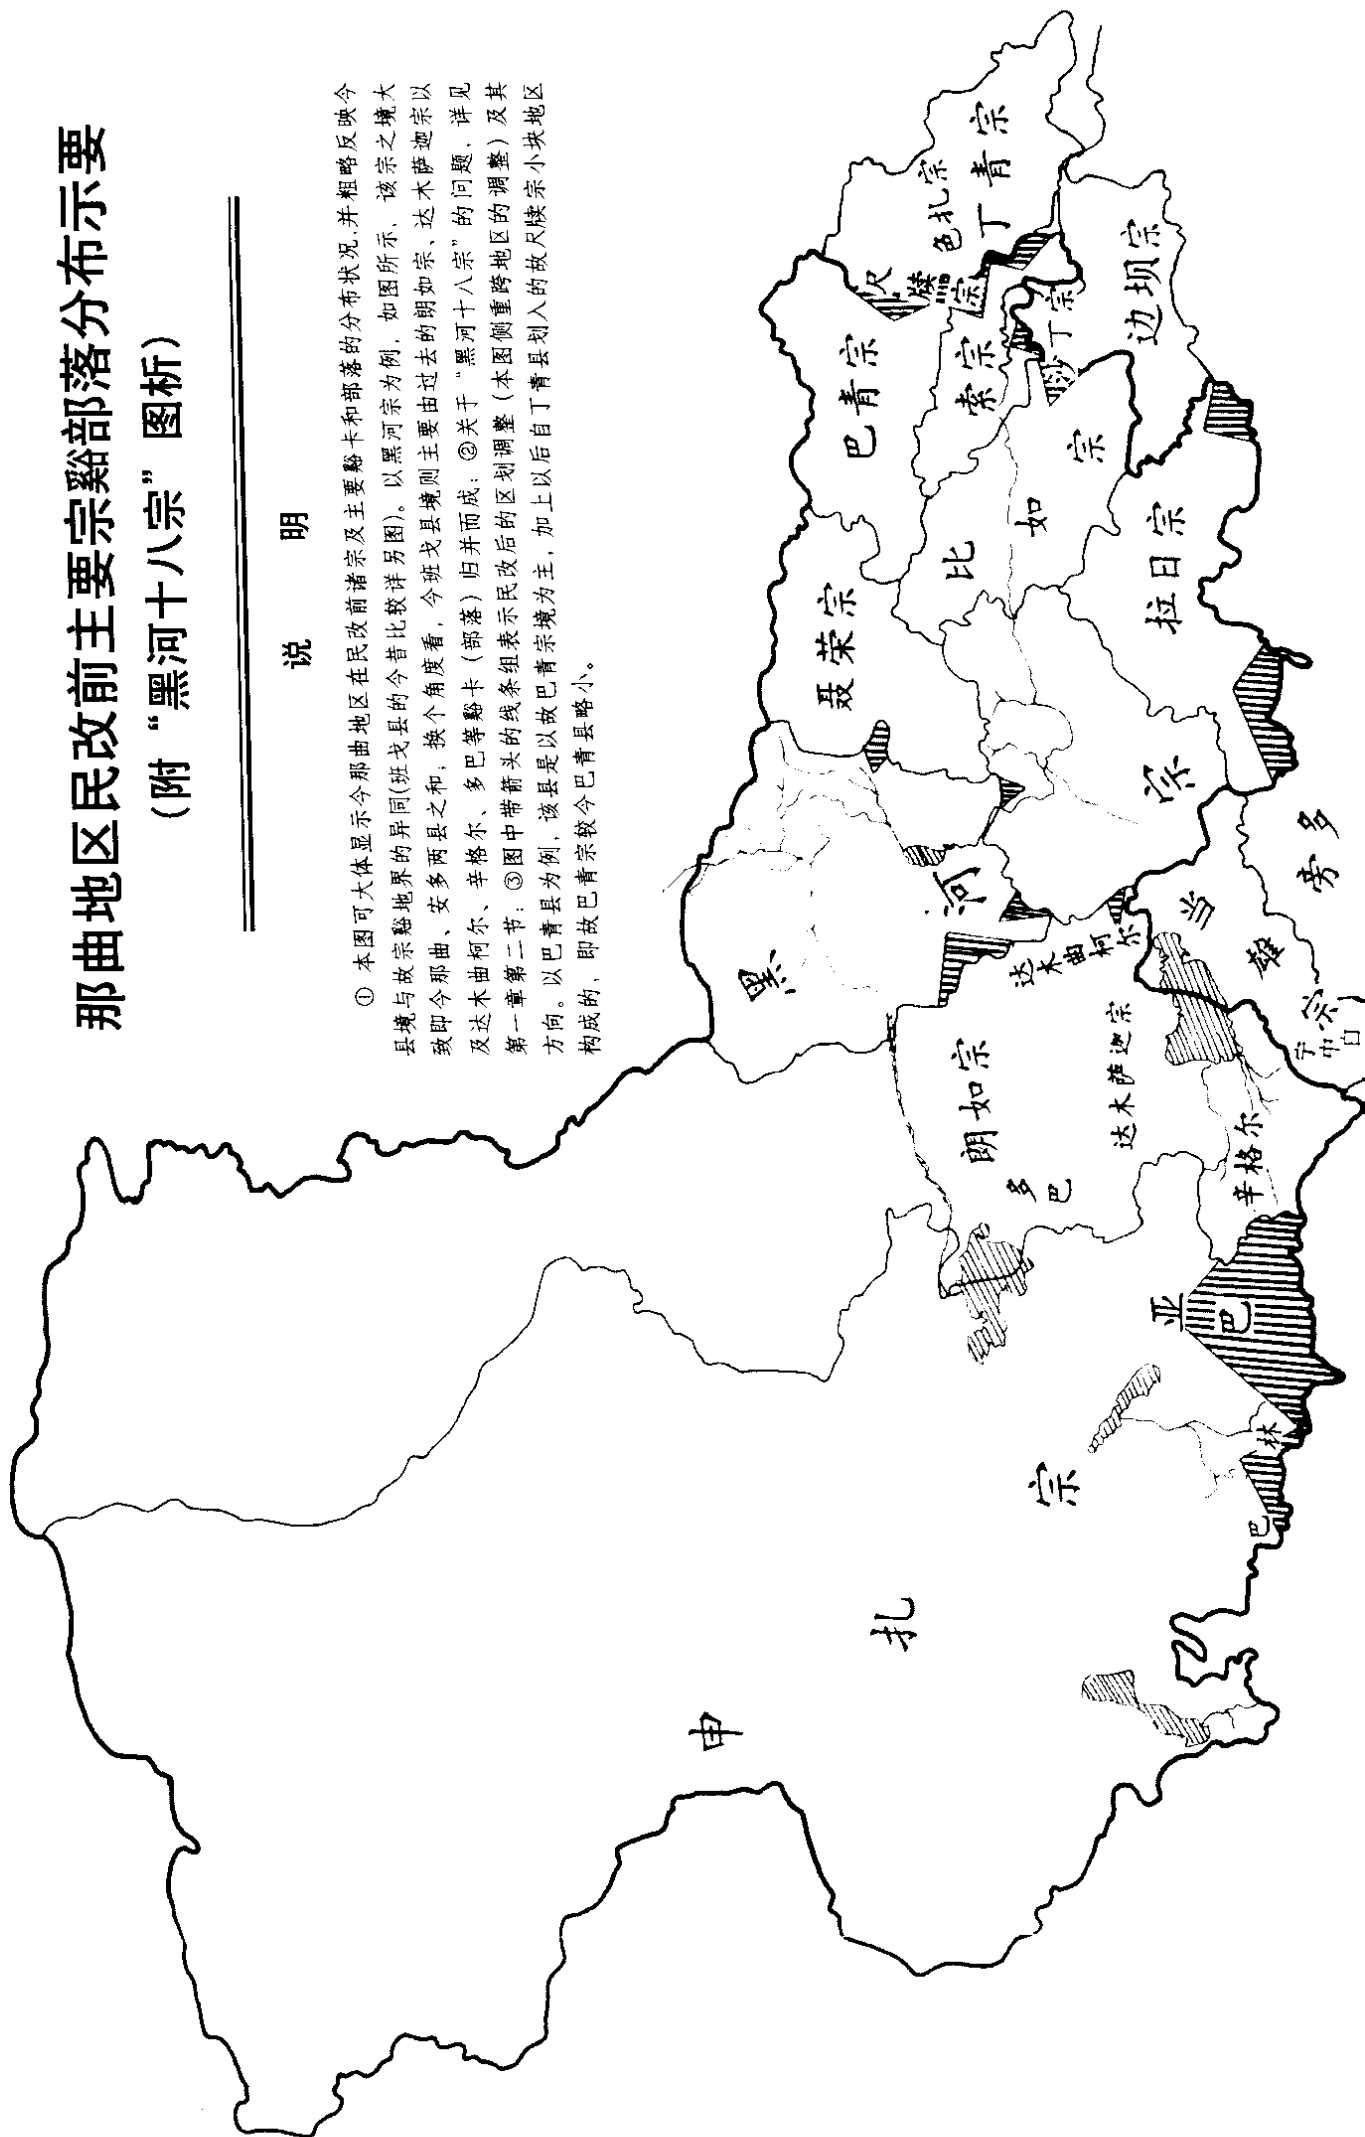 那曲地区民改前主要宗谿部落分布示要
（附“黑河十八宗”图析）
说 明
① 本图可大体显示今那曲地区在民改前诸宗及主要谿卡和部落的分布状况，并粗略反映今
县境与故宗谿地界的异同(班戈县的今昔比较详另图)。以黑河宗为例，如图所示、该宗之境大
致即今那曲、安多两县之和，换个角度看，今班戈县境则主要由过去的朗如宗、达木萨迦宗以
及达木曲柯尔、辛格尔、多巴等谿卡（部落）归并而成；②关于“黑河十八宗”的问题，详见
第一章第二节；③图中带箭头的线条组表示民改后的区划调整（本图侧重跨地区的调整）及其
方向。以巴青县为例，该县是以故巴青宗境为主，加上以后自丁青县划入的故尺牍宗小块地区
构成的，即故巴青宗较今巴青县略小。
申扎宗
黑河宗
聂荣宗
巴青宗
色扎宗
丁青宗
牍宗
索宗
沙丁宗
边坝宗
比如宗
拉日宗
朗如宗
多巴
达木萨迦宗
达木曲柯尔
辛格尔
当雄宗
旁多
宁中
白
亚巴
林
巴